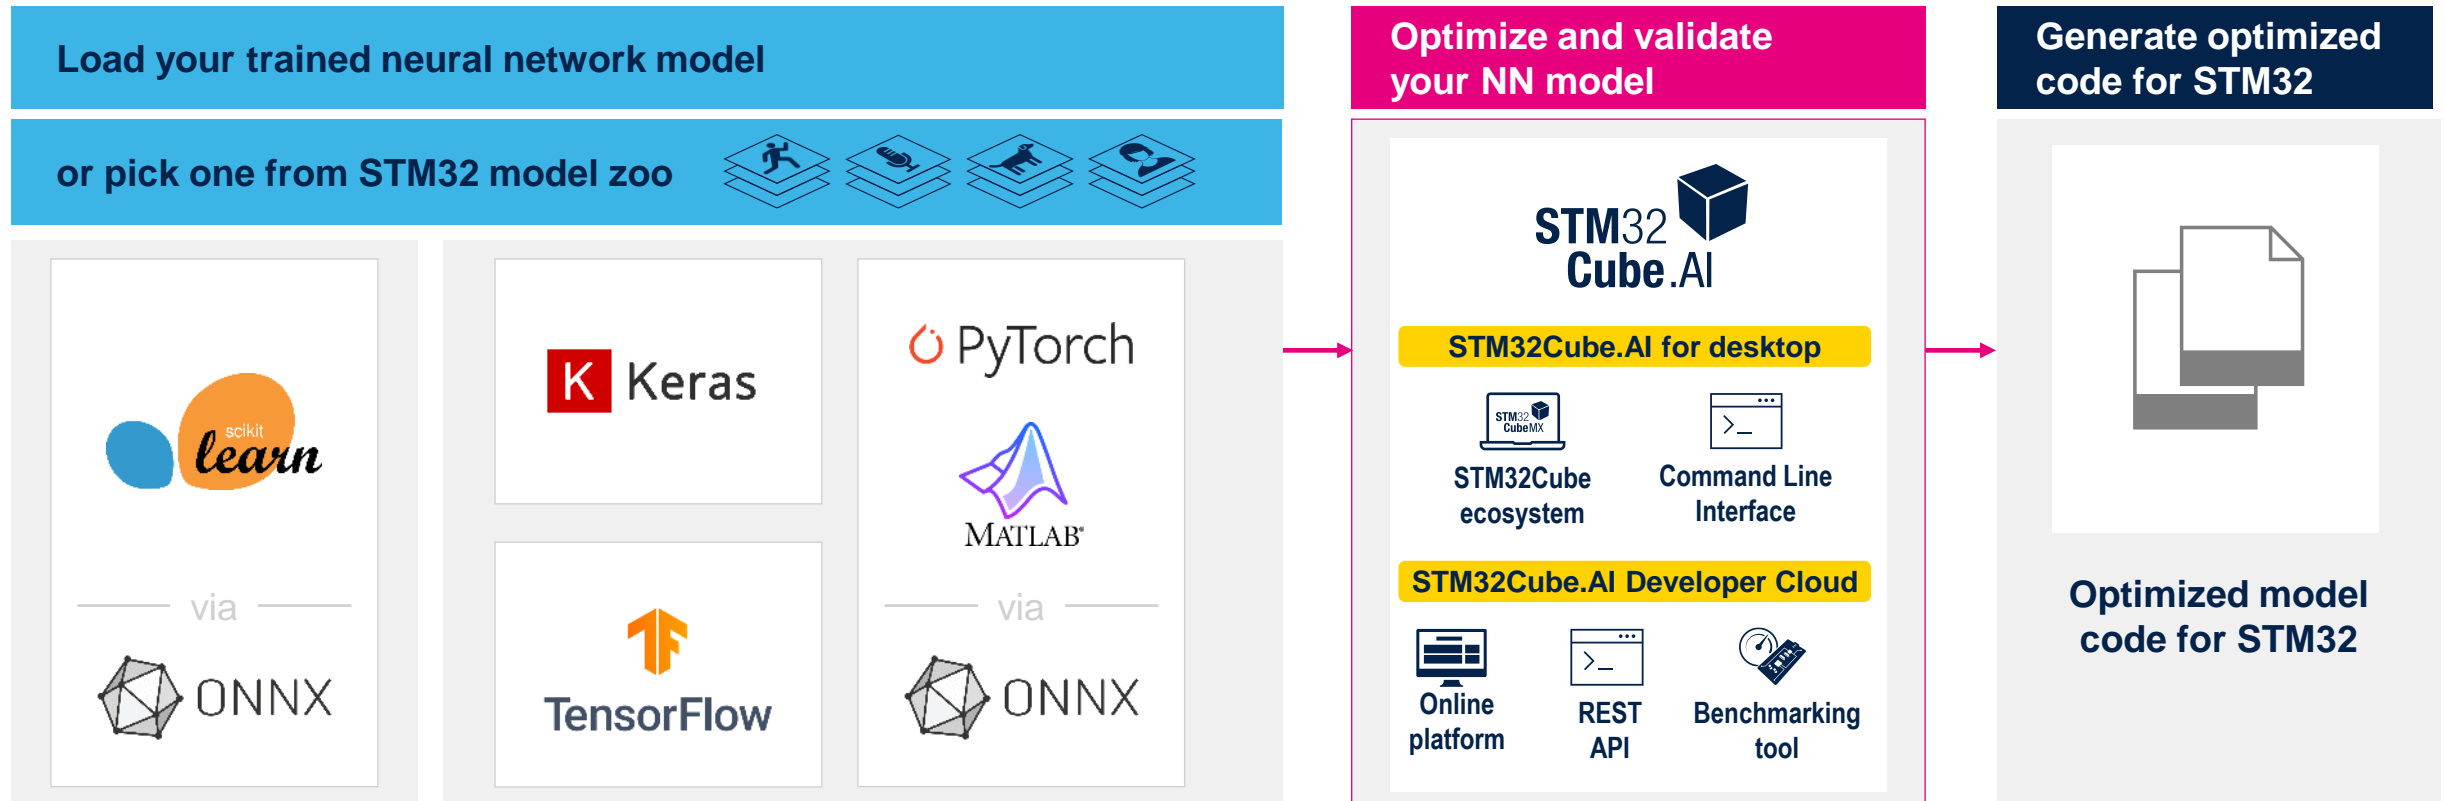 Load your trained neural network model
or pick one from STM32 model zoo
scikit
learn
via
ONNX
K Keras
TensorFlow
PyTorch
MATLAB®
via
ONNX
Optimize and validate
your NN model
STM32
Cube.AI
STM32Cube.AI for desktop
STM32
CubeMX
STM32Cube
ecosystem
>_
Command Line
Interface
STM32Cube.AI Developer Cloud
Online
platform
>_
REST
API
Benchmarking
tool
Generate optimized
code for STM32
Optimized model
code for STM32